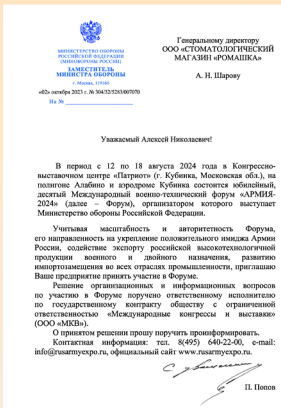 МИНИСТЕРСТВО ОБОРОНЫ
РОССИЙСКОЙ ФЕДЕРАЦИИ
(МИНОБОРОНЫ РОССИИ)
ЗАМЕСТИТЕЛЬ
МИНИСТРА ОБОРОНЫ
г. Москва, 119160
«02» октября 2023 г. № 304/32/5283/007070
На №
Генеральному директору
ООО «СТОМАТОЛОГИЧЕСКИЙ
МАГАЗИН «РОМАШКА»
А. Н. Шарову
Уважаемый Алексей Николаевич!
В период с 12 по 18 августа 2024 года в Конгрессно-
выставочном центре «Патриот» (г. Кубинка, Московская обл.), на
полигоне Алабино и аэродроме Кубинка состоится юбилейный,
десятый Международный военно-технический форум «АРМИЯ-
2024» (далее – Форум), организатором которого выступает
Министерство обороны Российской Федерации.
Учитывая масштабность и авторитетность Форума,
его направленность на укрепление положительного имиджа Армии
России, содействие экспорту российской высокотехнологичной
продукции военного и двойного назначения, развитию
импортозамещения во всех отраслях промышленности, приглашаю
Ваше предприятие принять участие в Форуме.
Решение организационных и информационных вопросов
по участию в Форуме поручено ответственному исполнителю
по государственному контракту обществу с ограниченной
ответственностью «Международные конгрессы и выставки»
(ООО «МКВ»).
О принятом решении прошу поручить проинформировать.
Контактная информация: тел. 8(495) 640-22-00, e-mail:
info@rusarmyexpo.ru, официальный сайт www.rusarmyexpo.ru.
С уважением
П. Попов